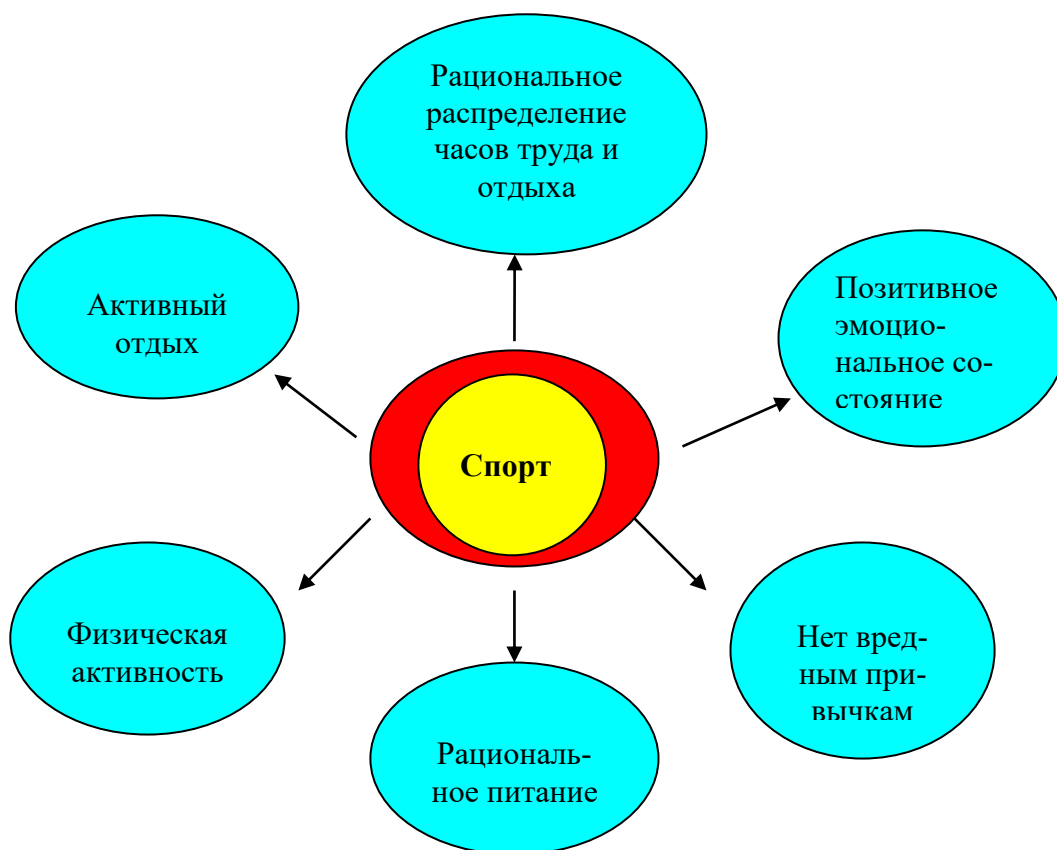 Рациональное
распределение
часов труда и
отдыха
Активный
отдых
Позитивное
эмоцио-
нальное со-
стояние
Спорт
Физическая
активность
Нет вред-
ным при-
вычкам
Рациональ-
ное питание